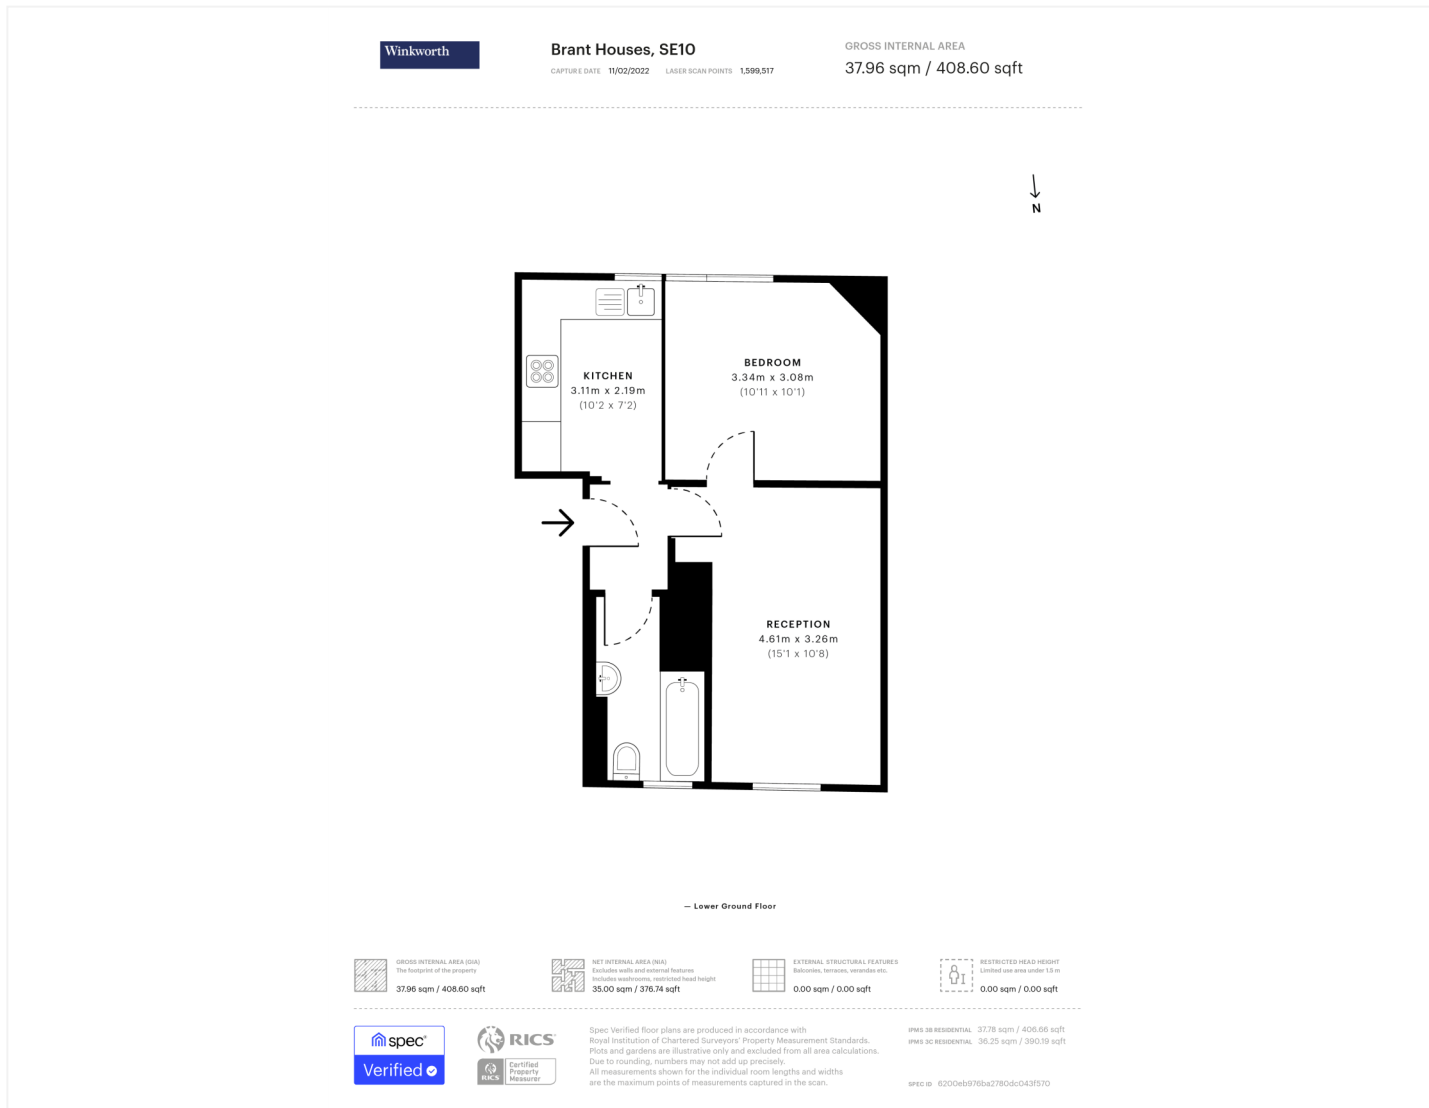 Winkworth
Brant Houses, SE10
CAPTURE DATE 11/02/2022 LASER SCAN POINTS 1,599,517
GROSS INTERNAL AREA
37.96 sqm / 408.60 sqft
N
KITCHEN
3.11m x 2.19m
(10'2 x 7'2)
BEDROOM
3.34m x 3.08m
(10'11 x 10'1)
RECEPTION
4.61m x 3.26m
(15'1 x 10'8)
— Lower Ground Floor
GROSS INTERNAL AREA (GIA)
The footprint of the property
37.96 sqm / 408.60 sqft
NET INTERNAL AREA (NIA)
Excludes walls and external features
Includes washrooms, restricted head height
35.00 sqm / 376.74 sqft
EXTERNAL STRUCTURAL FEATURES
Balconies, terraces, verandas etc.
0.00 sqm / 0.00 sqft
RESTRICTED HEAD HEIGHT
Limited use area under 1.5 m
0.00 sqm / 0.00 sqft
spec
Verified
RICS
RICS
Certified
Property
Measurer
Spec Verified floor plans are produced in accordance with
Royal Institution of Chartered Surveyors' Property Measurement Standards.
Plots and gardens are illustrative only and excluded from all area calculations.
Due to rounding, numbers may not add up precisely.
All measurements shown for the individual room lengths and widths
are the maximum points of measurements captured in the scan.
IPMS 3B RESIDENTIAL 37.78 sqm / 406.66 sqft
IPMS 3C RESIDENTIAL 36.25 sqm / 390.19 sqft
SPEC ID 6200eb976ba2780dc043f570